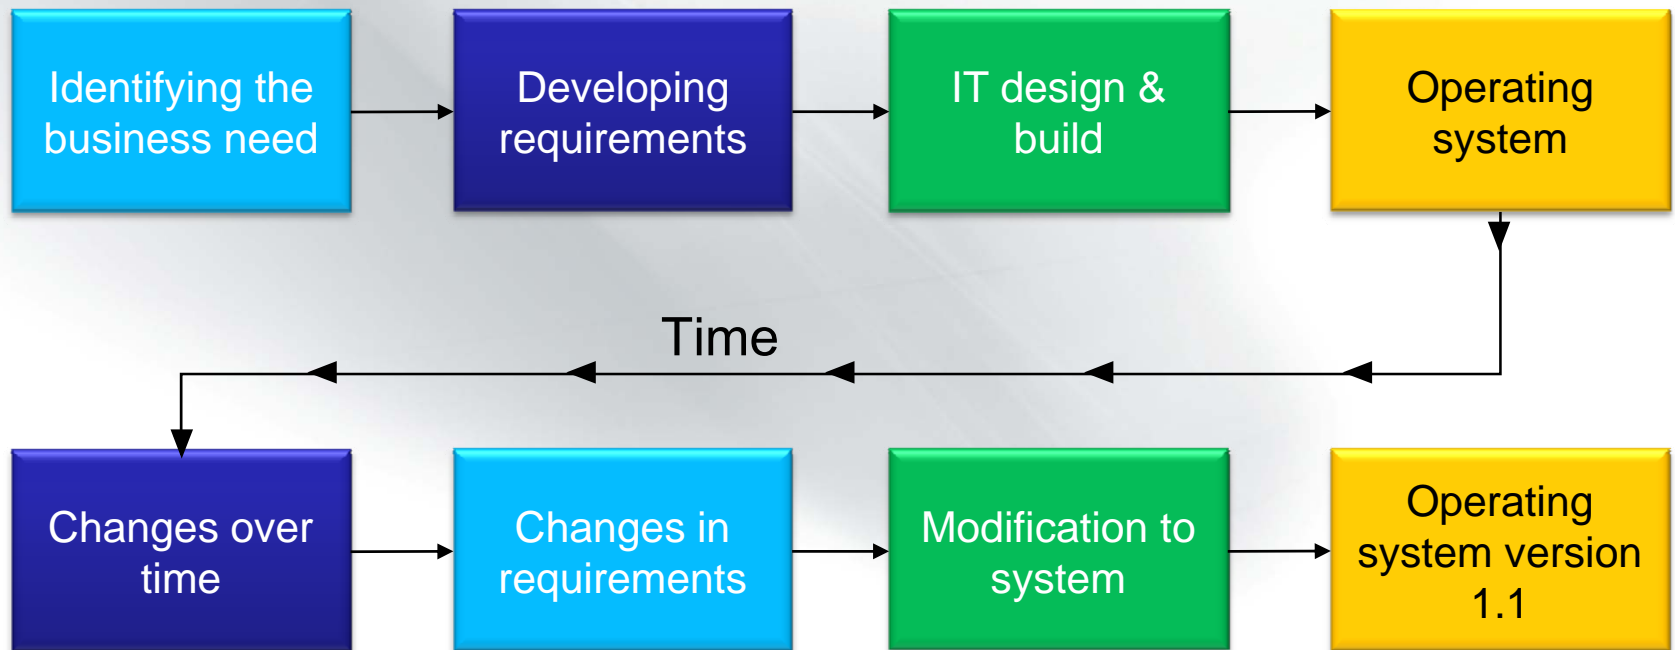 Identifying the
business need
Developing
requirements
IT design &
build
Operating
system
Time
Changes over
time
Changes in
requirements
Modification to
system
Operating
system version
1.1